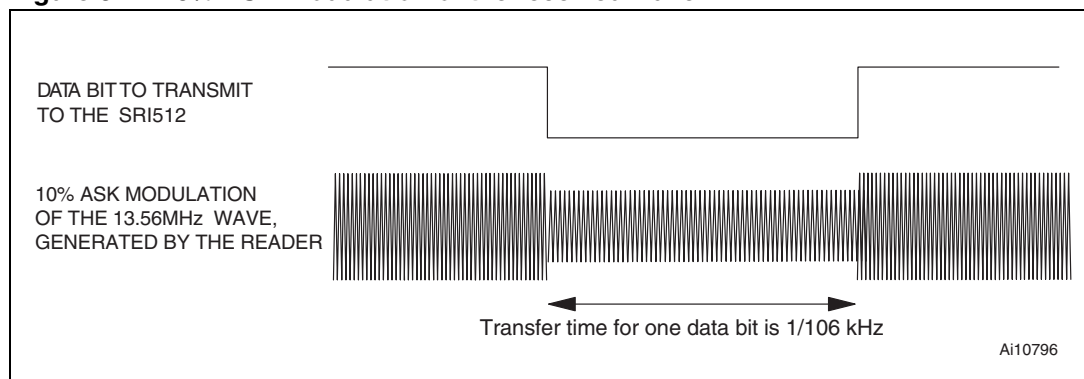 DATA BIT TO TRANSMIT
TO THE SRI512
10% ASK MODULATION
OF THE 13.56MHz WAVE,
GENERATED BY THE READER
Transfer time for one data bit is 1/106 kHz
Ai10796